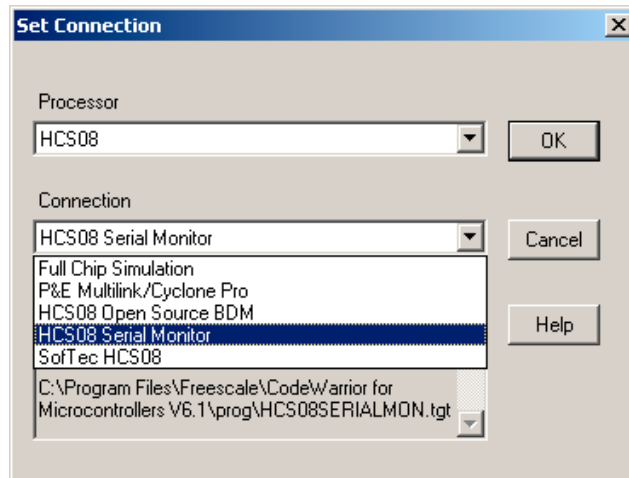 Set Connection
Processor
HCS08
OK
Connection
HCS08 Serial Monitor
Cancel
Full Chip Simulation
P&E Multilink/Cyclone Pro
HCS08 Open Source BDM
HCS08 Serial Monitor
SofTec HCS08
Help
C:\Program Files\Freescale\CodeWarrior for
Microcontrollers V6.1\prog\HCS08SERIALMON.tgt